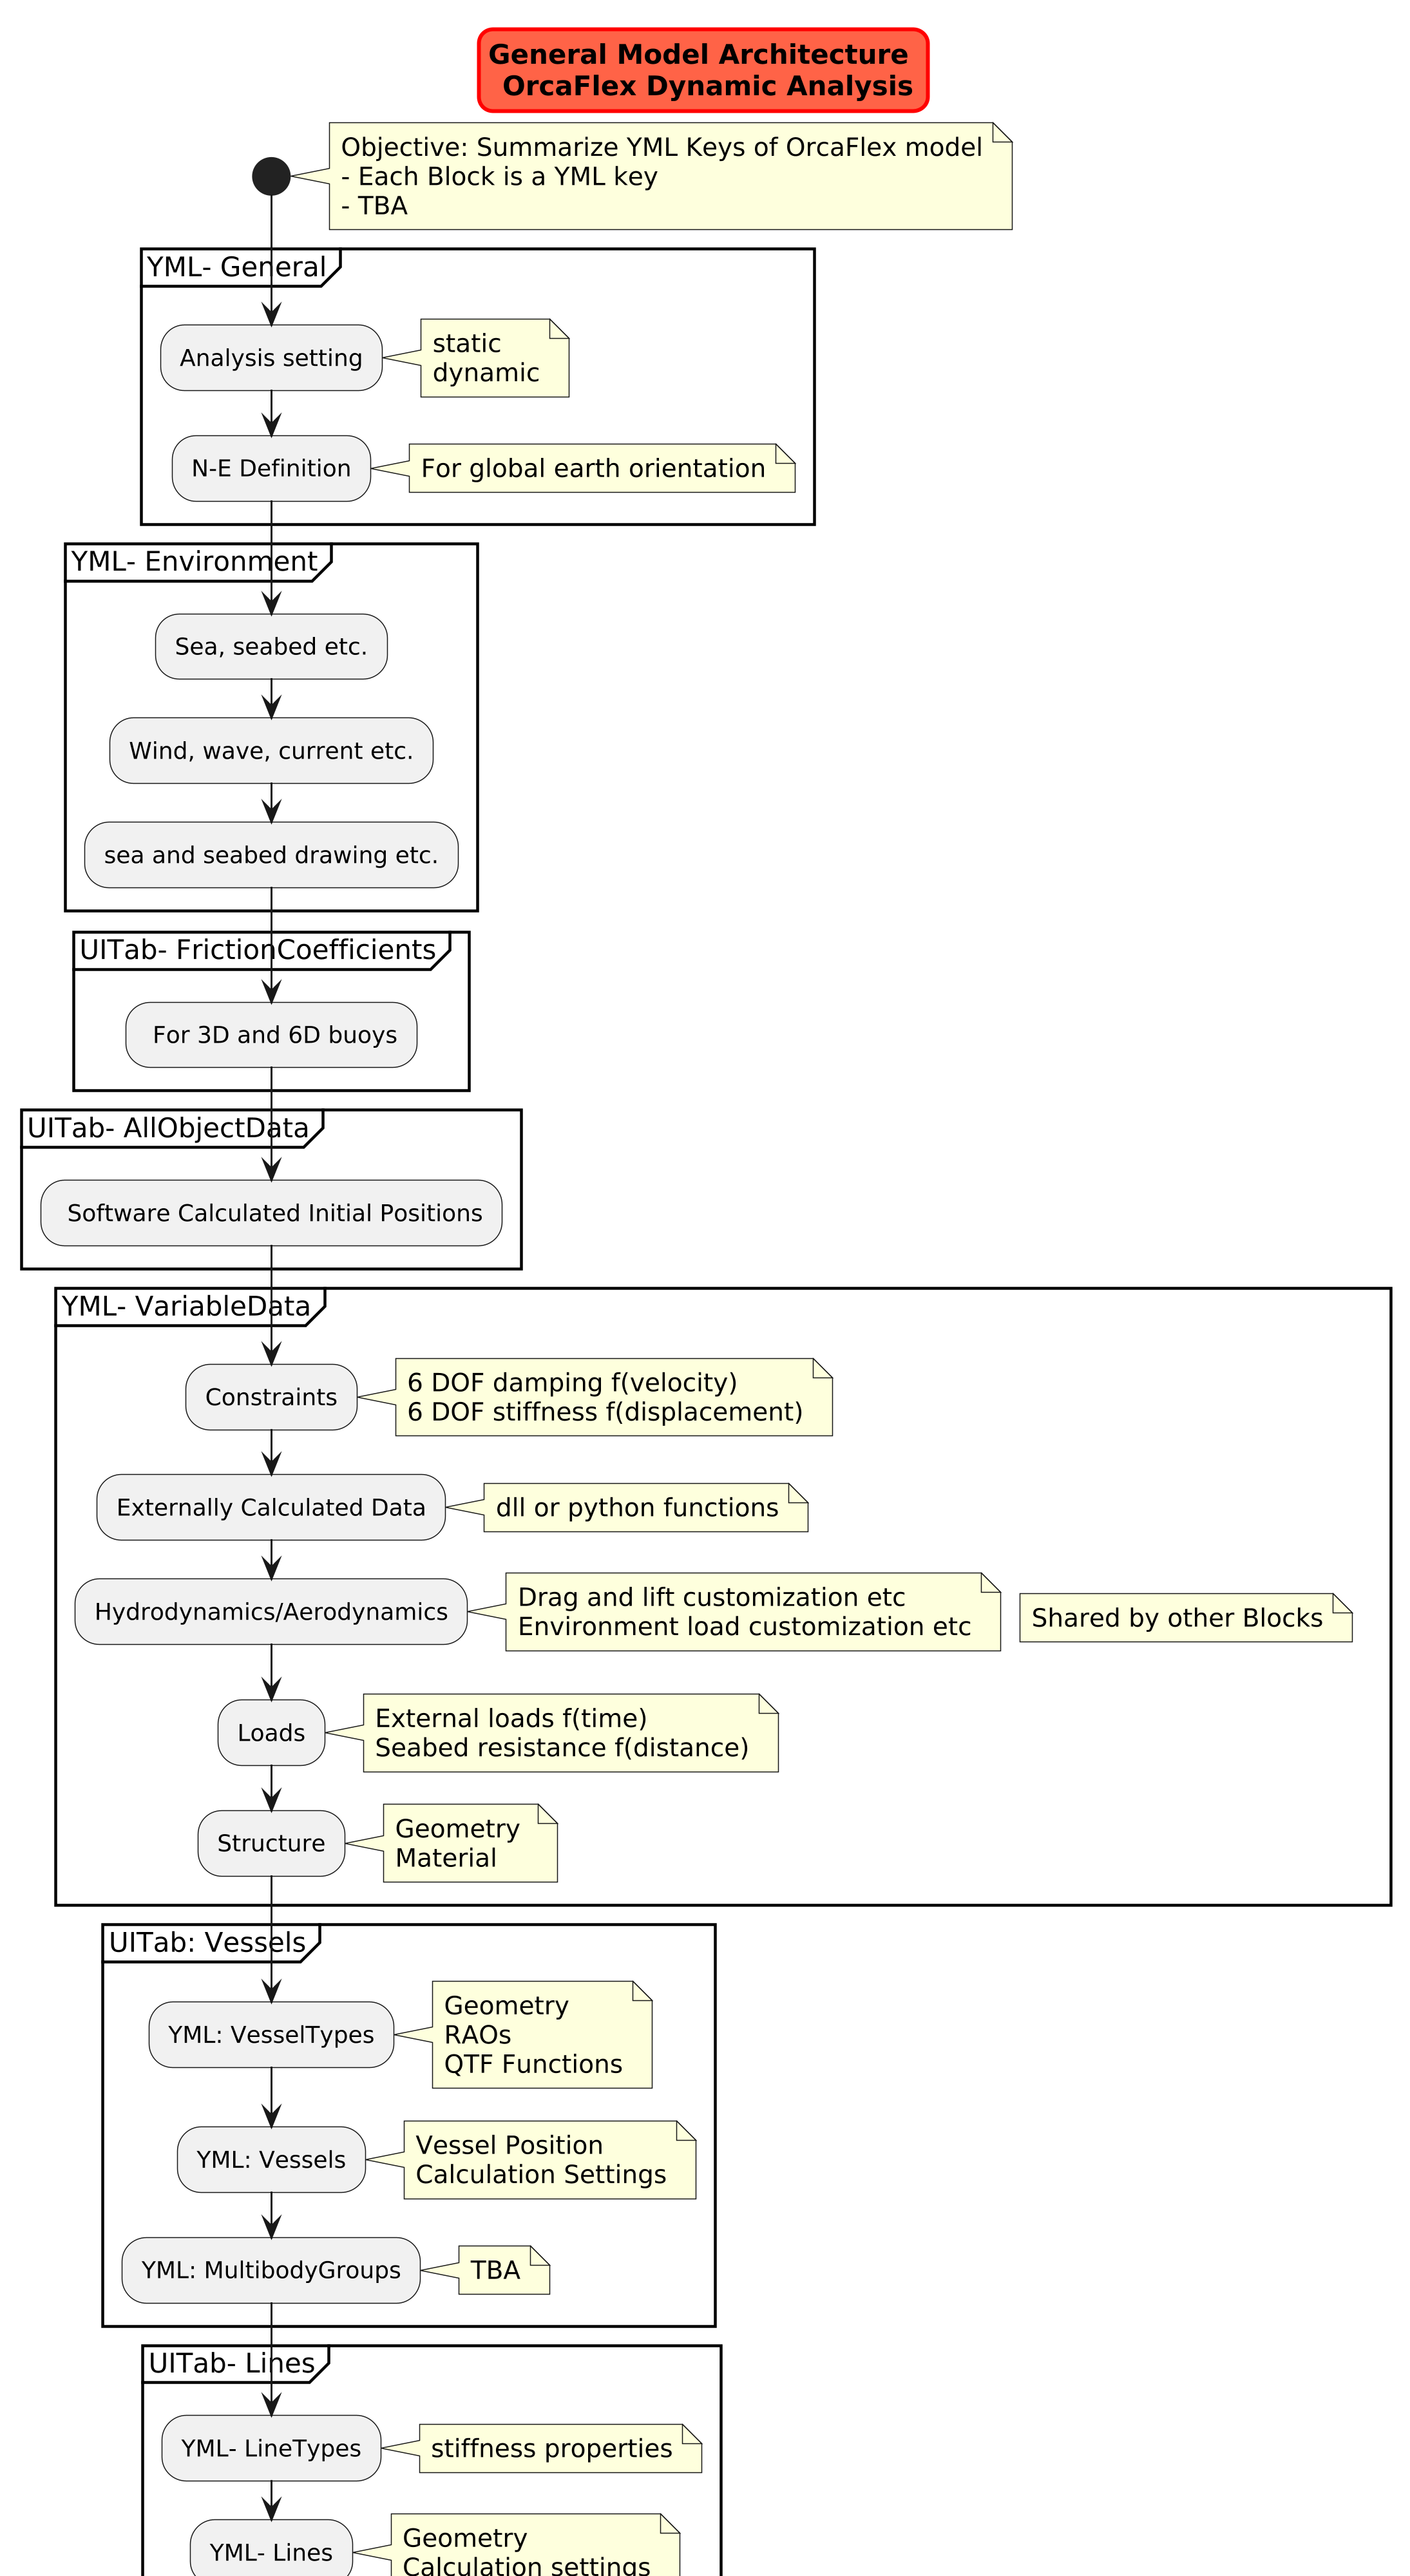 General Model Architecture
OrcaFlex Dynamic Analysis
Objective: Summarize YML Keys of OrcaFlex model
- Each Block is a YML key
- TBA
YML- General
Analysis setting
static
dynamic
N-E Definition
For global earth orientation
YML- Environment
Sea, seabed etc.
Wind, wave, current etc.
sea and seabed drawing etc.
UITab- FrictionCoefficients
For 3D and 6D buoys
UITab- AllObjectData
Software Calculated Initial Positions
YML- VariableData
Constraints
6 DOF damping f(velocity)
6 DOF stiffness f(displacement)
Externally Calculated Data
dll or python functions
Hydrodynamics/Aerodynamics
Drag and lift customization etc
Environment load customization etc
Shared by other Blocks
Loads
External loads f(time)
Seabed resistance f(distance)
Structure
Geometry
Material
UITab: Vessels
YML: VesselTypes
Geometry
RAOs
QTF Functions
YML: Vessels
Vessel Position
Calculation Settings
YML: MultibodyGroups
TBA
UITab- Lines
YML- LineTypes
stiffness properties
YML- Lines
Geometry
Calculation settings